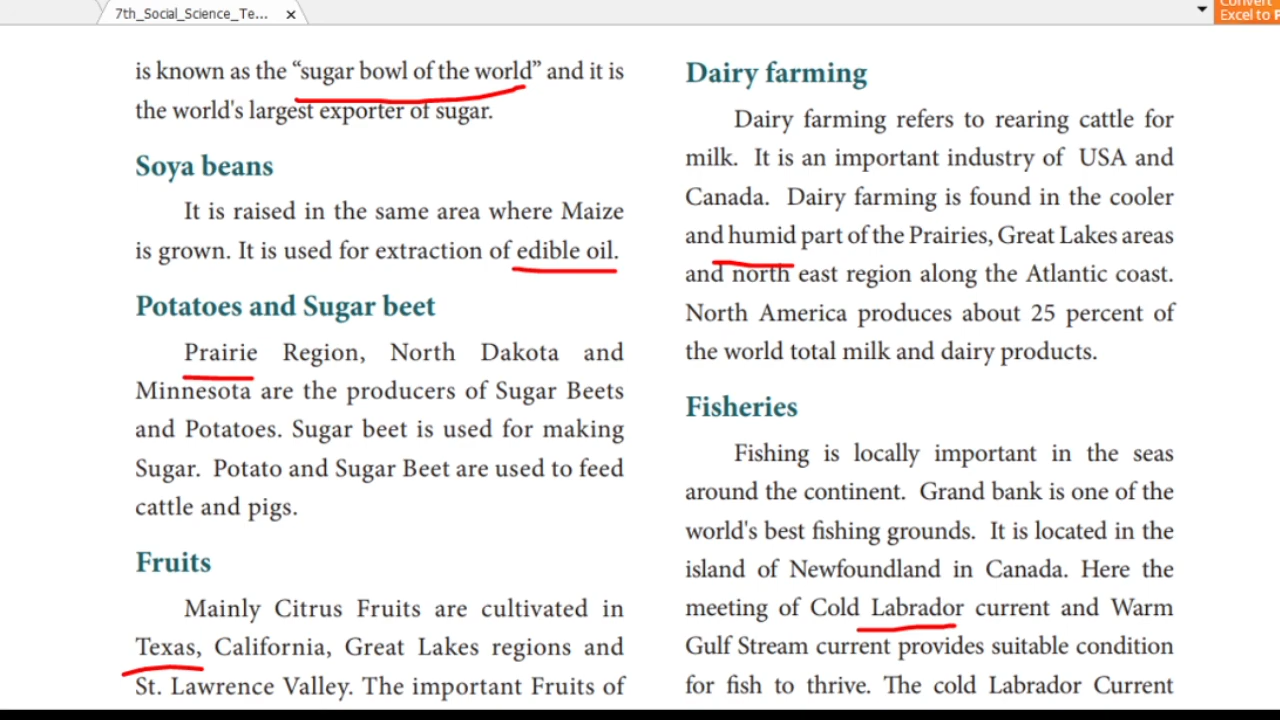 7th_Social_Science_Te...
Convert
Excel to
is known as the “sugar bowl of the world” and it is
the world's largest exporter of sugar.
Soya beans
It is raised in the same area where Maize
is grown. It is used for extraction of edible oil.
Potatoes and Sugar beet
Prairie Region, North Dakota and
Minnesota are the producers of Sugar Beets
and Potatoes. Sugar beet is used for making
Sugar. Potato and Sugar Beet are used to feed
cattle and pigs.
Fruits
Mainly Citrus Fruits are cultivated in
Texas, California, Great Lakes regions and
St. Lawrence Valley. The important Fruits of
Dairy farming
Dairy farming refers to rearing cattle for
milk. It is an important industry of USA and
Canada. Dairy farming is found in the cooler
and humid part of the Prairies, Great Lakes areas
and north east region along the Atlantic coast.
North America produces about 25 percent of
the world total milk and dairy products.
Fisheries
Fishing is locally important in the seas
around the continent. Grand bank is one of the
world's best fishing grounds. It is located in the
island of Newfoundland in Canada. Here the
meeting of Cold Labrador current and Warm
Gulf Stream current provides suitable condition
for fish to thrive. The cold Labrador Current